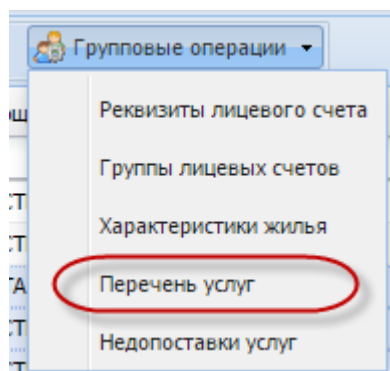 Групповые операции
Реквизиты лицевого счета
Группы лицевых счетов
Характеристики жилья
Перечень услуг
Недопоставки услуг